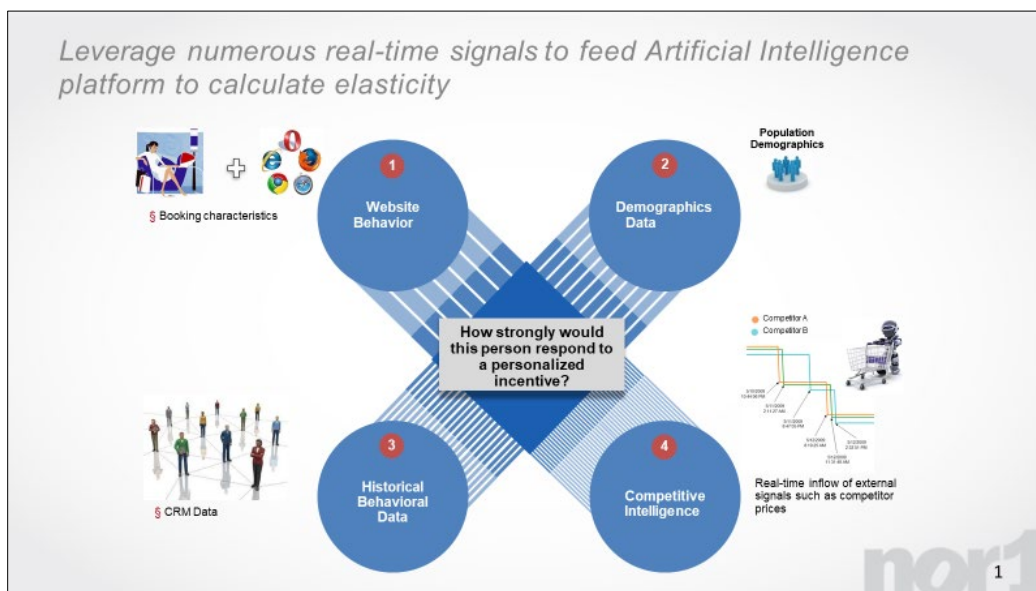 Leverage numerous real-time signals to feed Artificial Intelligence
platform to calculate elasticity
§ Booking characteristics
1
Website
Behavior
2
Demographics
Data
Population
Demographics
How strongly would
this person respond to
a personalized
incentive?
§ CRM Data
3
Historical
Behavioral
Data
4
Competitive
Intelligence
Competitor A
Competitor B
Real-time inflow of external
signals such as competitor
prices
nor1
1